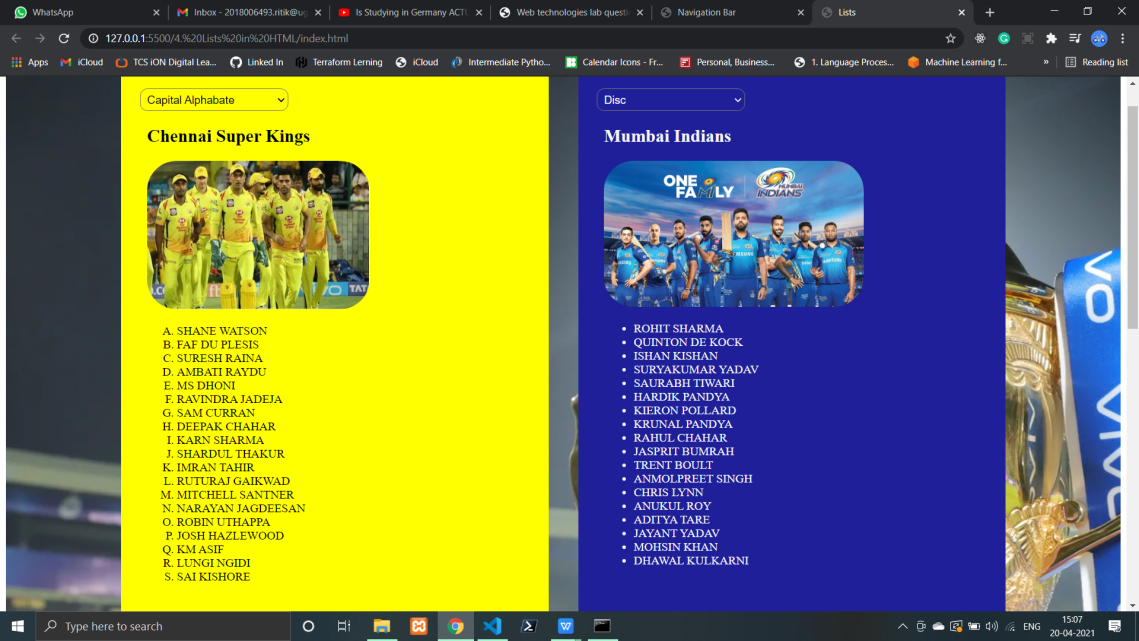 WhatsApp
Inbox - 2018006493.ritik@ug
Is Studying in Germany ACTU
Web technologies lab questi
Navigation Bar
Lists
127.0.0.1:5500/4.%20Lists%20in%20HTML/index.html
Apps
iCloud
TCS iON Digital Lea...
Linked In
Terraform Lerning
iCloud
Intermediate Pytho...
Calendar Icons - Fr...
Personal, Business...
1. Language Proces...
Machine Learning f...
»
Reading list
Capital Alphabate
Chennai Super Kings
A. SHANE WATSON
B. FAF DU PLESIS
C. SURESH RAINA
D. AMBATI RAYDU
E. MS DHONI
F. RAVINDRA JADEJA
G. SAM CURRAN
H. DEEPAK CHAHAR
I. KARN SHARMA
J. SHARDUL THAKUR
K. IMRAN TAHIR
L. RUTURAJ GAIKWAD
M. MITCHELL SANTNER
N. NARAYAN JAGDEESAN
O. ROBIN UTHAPPA
P. JOSH HAZLEWOOD
Q. KM ASIF
R. LUNGI NGIDI
S. SAI KISHORE
Disc
Mumbai Indians
ONE FAMILY
MUMBAI INDIANS
• ROHIT SHARMA
• QUINTON DE KOCK
• ISHAN KISHAN
• SURYAKUMAR YADAV
• SAURABH TIWARI
• HARDIK PANDYA
• KIERON POLLARD
• KRUNAL PANDYA
• RAHUL CHAHAR
• JASPRIT BUMRAH
• TRENT BOULT
• ANMOLPREET SINGH
• CHRIS LYNN
• ANUKUL ROY
• ADITYA TARE
• JAYANT YADAV
• MOHSIN KHAN
• DHAWAL KULKARNI
Type here to search
ENG
15:07
20-04-2021